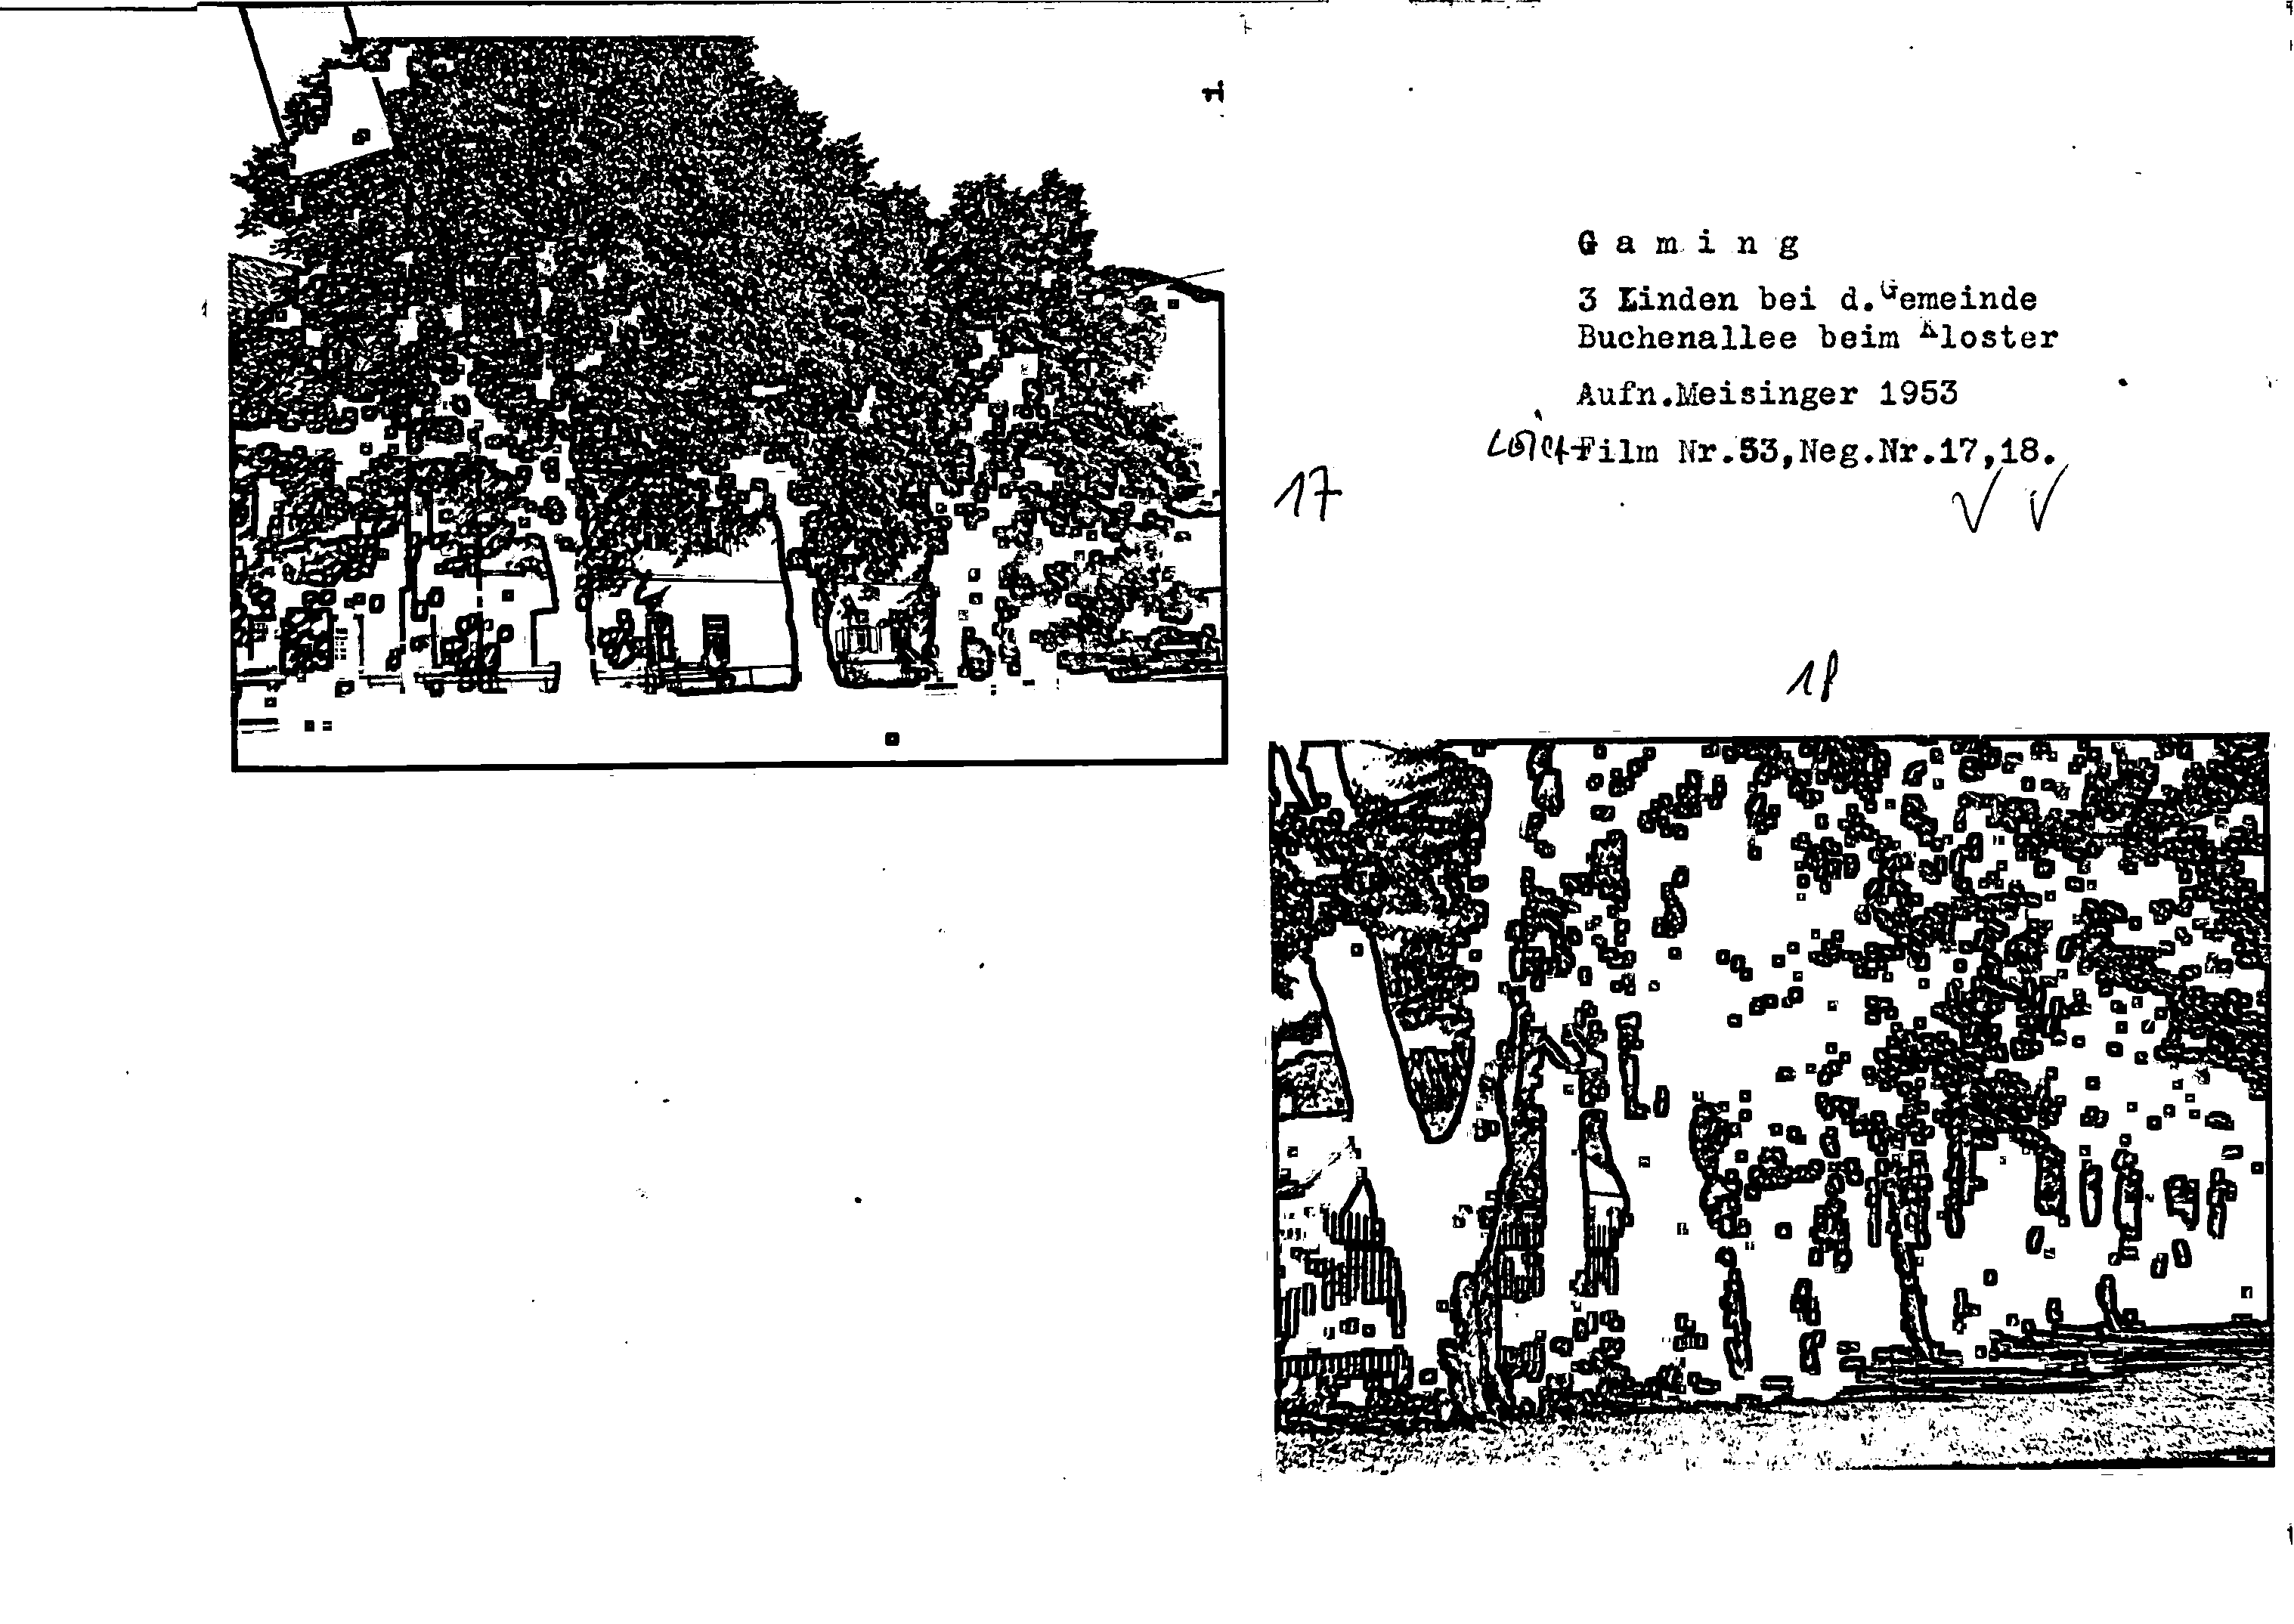 G a m i n g
3 Linden bei d.Gemeinde
Buchenallee beim Kloster
Aufn.Meisinger 1953
Film Nr.53,Neg.Nr.17,18.
17
18